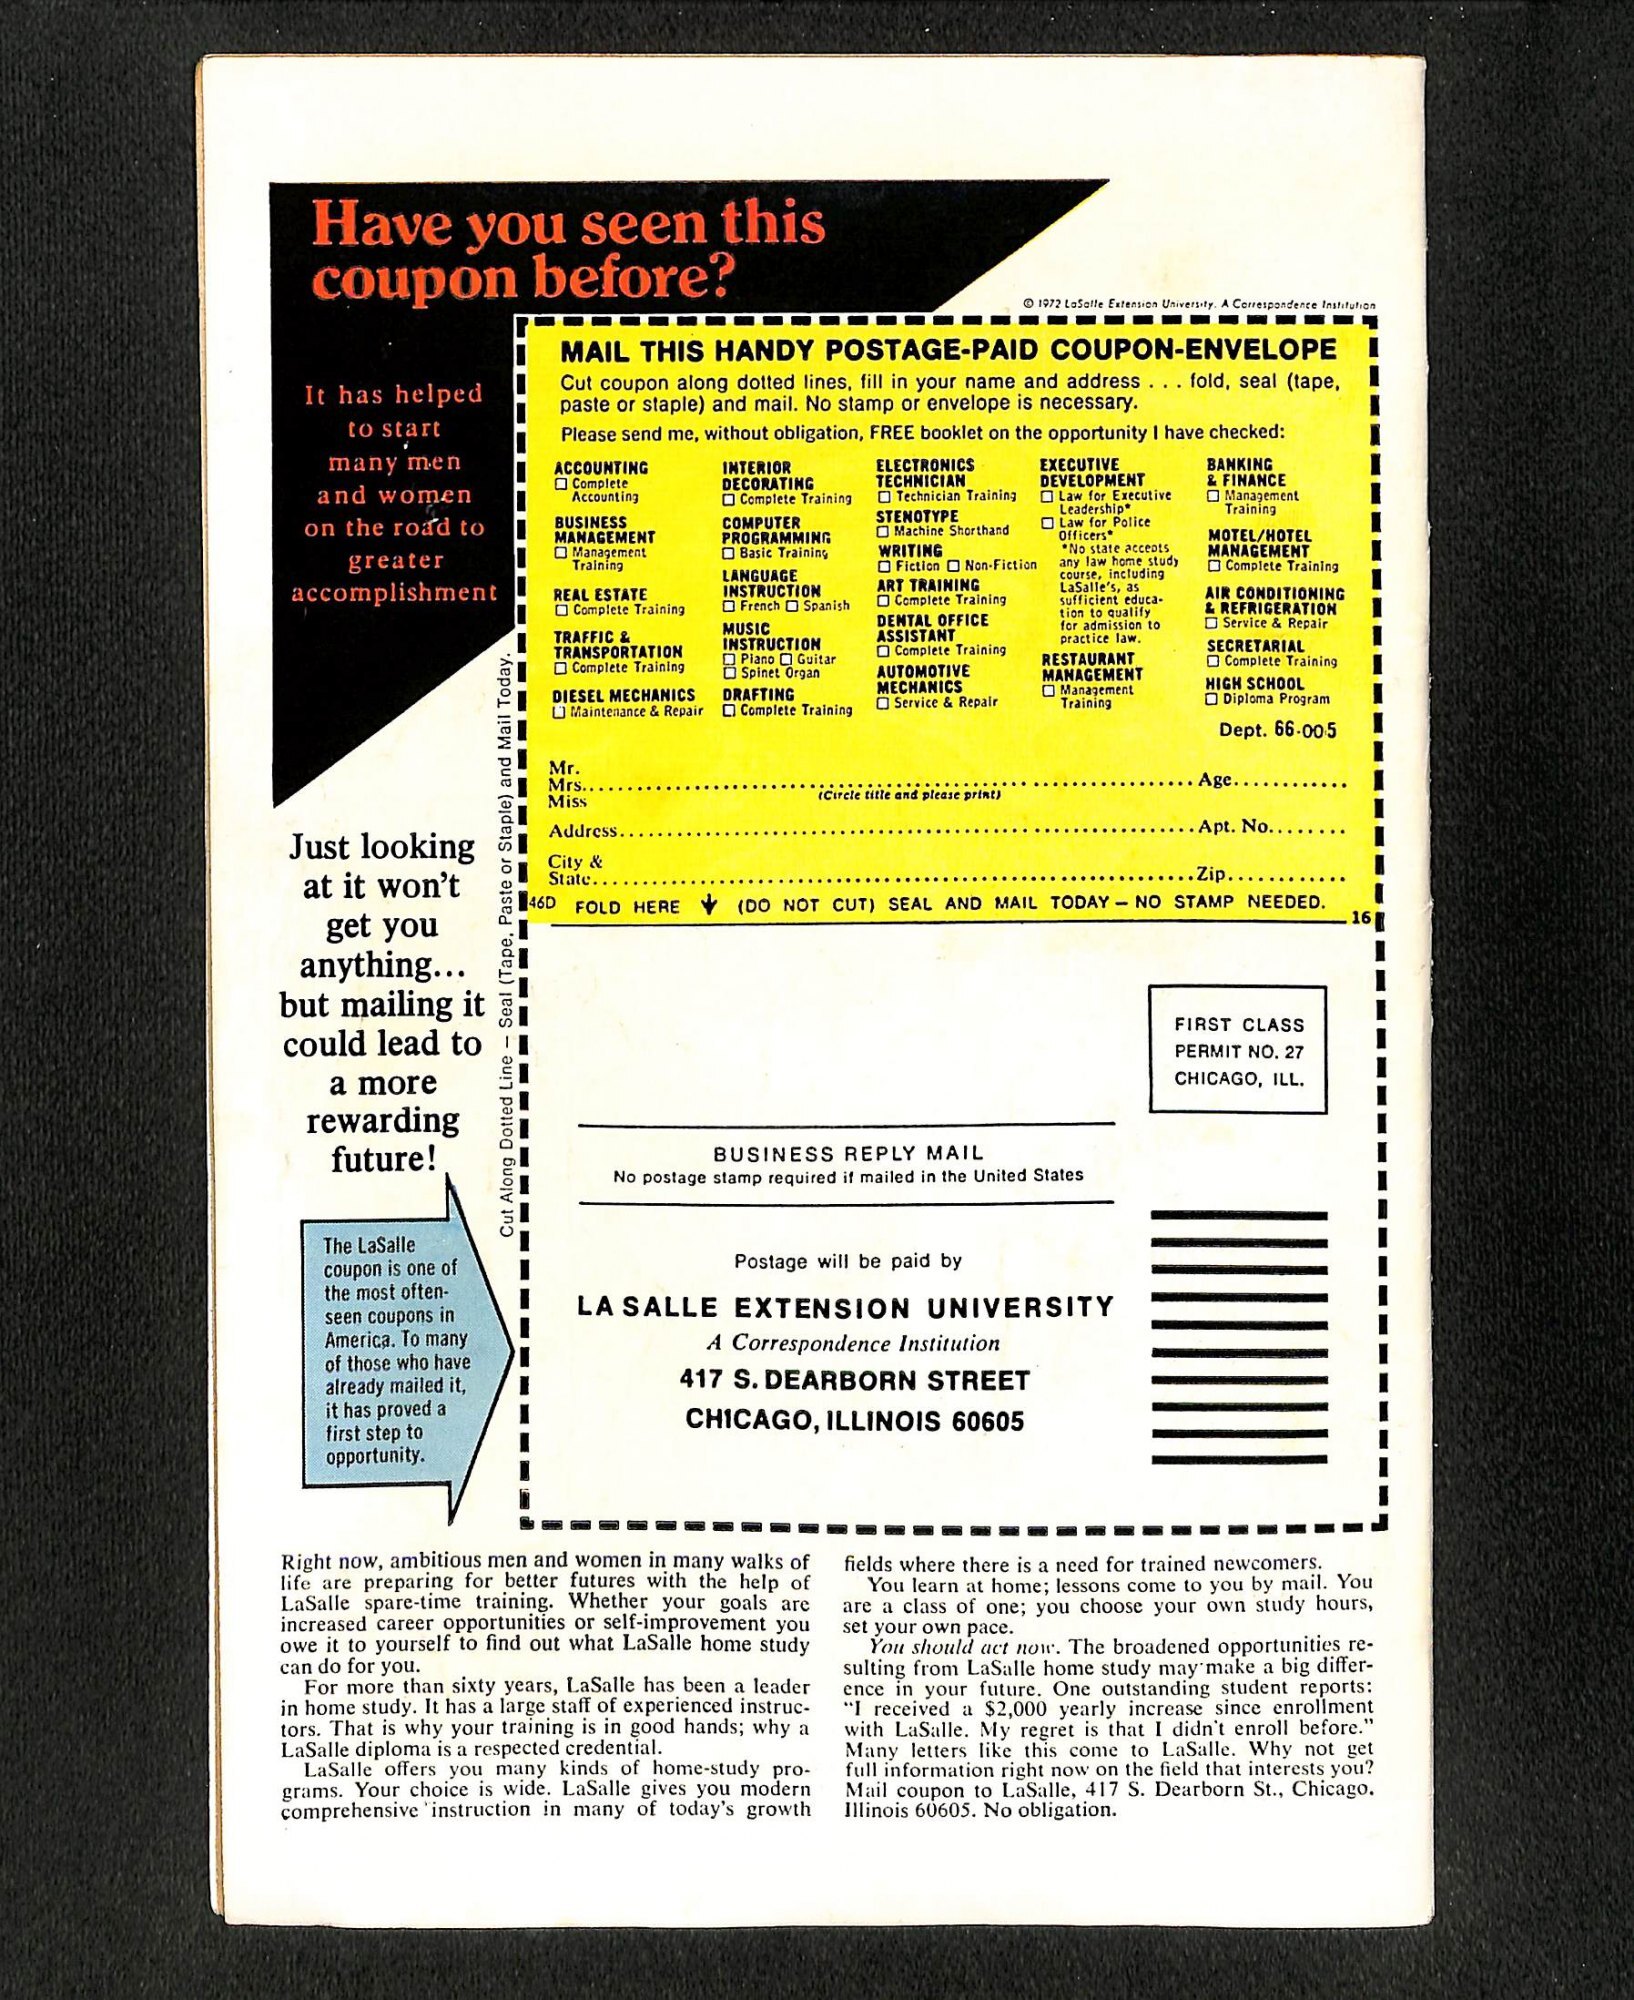 Have you seen this
coupon before?
© 1972 LaSalle Extension University. A Correspondence Institution
It has helped
to start
many men
and women
on the road to
greater
accomplishment
MAIL THIS HANDY POSTAGE-PAID COUPON-ENVELOPE
Cut coupon along dotted lines, fill in your name and address . . . fold, seal (tape,
paste or staple) and mail. No stamp or envelope is necessary.
Please send me, without obligation, FREE booklet on the opportunity I have checked:
ACCOUNTING
☐ Complete
Accounting
BUSINESS
MANAGEMENT
☐ Management
Training
REAL ESTATE
☐ Complete Training
TRAFFIC &
TRANSPORTATION
☐ Complete Training
DIESEL MECHANICS
☐ Maintenance & Repair
INTERIOR
DECORATING
☐ Complete Training
COMPUTER
PROGRAMMING
☐ Basic Training
LANGUAGE
INSTRUCTION
☐ French ☐ Spanish
MUSIC
INSTRUCTION
☐ Piano ☐ Guitar
☐ Spinet Organ
DRAFTING
☐ Complete Training
ELECTRONICS
TECHNICIAN
☐ Technician Training
STENOTYPE
☐ Machine Shorthand
WRITING
☐ Fiction ☐ Non-Fiction
ART TRAINING
☐ Complete Training
DENTAL OFFICE
ASSISTANT
☐ Complete Training
AUTOMOTIVE
MECHANICS
☐ Service & Repair
EXECUTIVE
DEVELOPMENT
☐ Law for Executive
Leadership*
☐ Law for Police
Officers*
*No state accepts
any law home study
course, including
LaSalle's, as
sufficient educa-
tion to qualify
for admission to
practice law.
RESTAURANT
MANAGEMENT
☐ Management
Training
BANKING
& FINANCE
☐ Management
Training
MOTEL/HOTEL
MANAGEMENT
☐ Complete Training
AIR CONDITIONING
& REFRIGERATION
☐ Service & Repair
SECRETARIAL
☐ Complete Training
HIGH SCHOOL
☐ Diploma Program
Dept. 66-005
Mr.
Mrs. Age
Miss (Circle title and please print)
Address Apt. No.
City &
State Zip
46D FOLD HERE (DO NOT CUT) SEAL AND MAIL TODAY – NO STAMP NEEDED.
16
Cut Along Dotted Line – Seal (Tape, Paste or Staple) and Mail Today.
Just looking
at it won't
get you
anything...
but mailing it
could lead to
a more
rewarding
future!
The LaSalle
coupon is one of
the most often-
seen coupons in
America. To many
of those who have
already mailed it,
it has proved a
first step to
opportunity.
FIRST CLASS
PERMIT NO. 27
CHICAGO, ILL.
BUSINESS REPLY MAIL
No postage stamp required if mailed in the United States
Postage will be paid by
LA SALLE EXTENSION UNIVERSITY
A Correspondence Institution
417 S. DEARBORN STREET
CHICAGO, ILLINOIS 60605
Right now, ambitious men and women in many walks of
life are preparing for better futures with the help of
LaSalle spare-time training. Whether your goals are
increased career opportunities or self-improvement you
owe it to yourself to find out what LaSalle home study
can do for you.
For more than sixty years, LaSalle has been a leader
in home study. It has a large staff of experienced instruc-
tors. That is why your training is in good hands; why a
LaSalle diploma is a respected credential.
LaSalle offers you many kinds of home-study pro-
grams. Your choice is wide. LaSalle gives you modern
comprehensive instruction in many of today's growth
fields where there is a need for trained newcomers.
You learn at home; lessons come to you by mail. You
are a class of one; you choose your own study hours,
set your own pace.
You should act now. The broadened opportunities re-
sulting from LaSalle home study may make a big differ-
ence in your future. One outstanding student reports:
"I received a $2,000 yearly increase since enrollment
with LaSalle. My regret is that I didn't enroll before."
Many letters like this come to LaSalle. Why not get
full information right now on the field that interests you?
Mail coupon to LaSalle, 417 S. Dearborn St., Chicago,
Illinois 60605. No obligation.